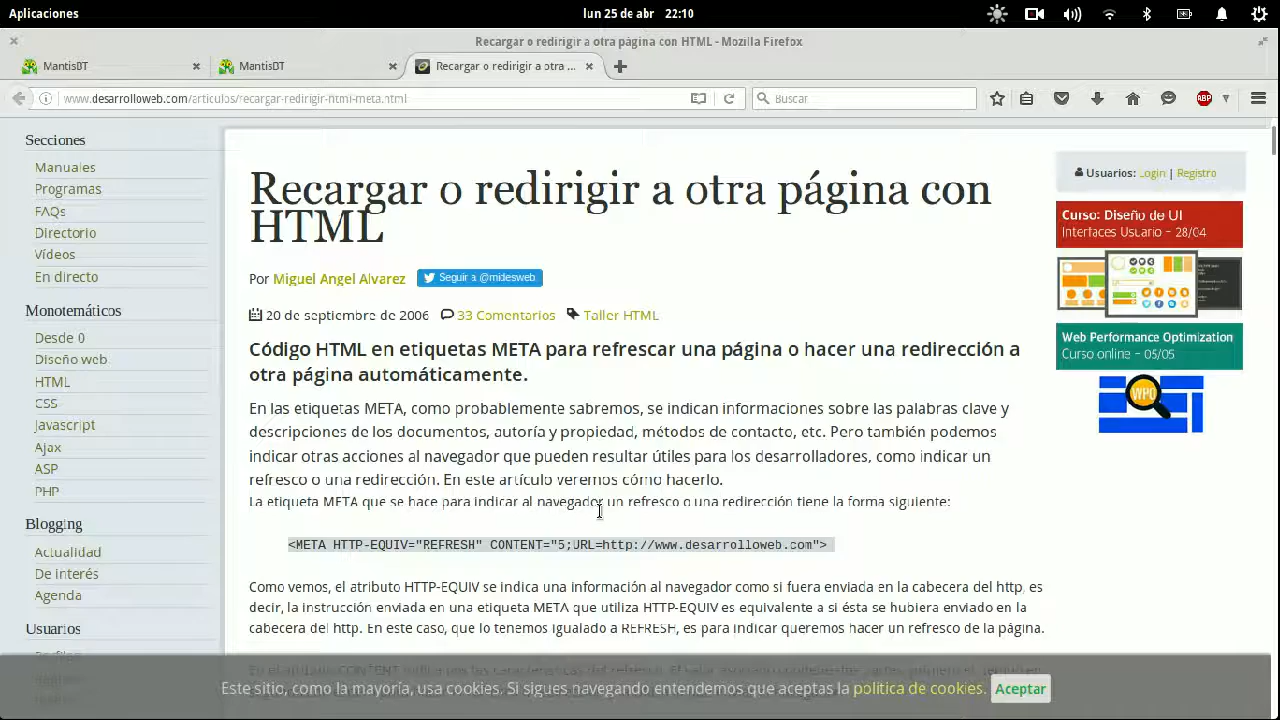 Aplicaciones
lun 25 de abr 22:10
Recargar o redirigir a otra página con HTML - Mozilla Firefox
MantisBT
MantisBT
Recargar o redirigir a otra ...
www.desarrolloweb.com/articulos/recargar-redirigir-html-meta.html
Buscar
ABP
Secciones
Manuales
Programas
FAQs
Directorio
Vídeos
En directo
Monotemáticos
Desde 0
Diseño web
HTML
CSS
Javascript
Ajax
ASP
PHP
Blogging
Actualidad
De interés
Agenda
Usuarios
Recargar o redirigir a otra página con
HTML
Por Miguel Angel Alvarez
Seguir a @midesweb
20 de septiembre de 2006 33 Comentarios Taller HTML
Código HTML en etiquetas META para refrescar una página o hacer una redirección a
otra página automáticamente.
En las etiquetas META, como probablemente sabremos, se indican informaciones sobre las palabras clave y
descripciones de los documentos, autoría y propiedad, métodos de contacto, etc. Pero también podemos
indicar otras acciones al navegador que pueden resultar útiles para los desarrolladores, como indicar un
refresco o una redirección. En este artículo veremos cómo hacerlo.
La etiqueta META que se hace para indicar al navegador un refresco o una redirección tiene la forma siguiente:
<META HTTP-EQUIV="REFRESH" CONTENT="5;URL=http://www.desarrolloweb.com">
Como vemos, el atributo HTTP-EQUIV se indica una información al navegador como si fuera enviada en la cabecera del http, es
decir, la instrucción enviada en una etiqueta META que utiliza HTTP-EQUIV es equivalente a si ésta se hubiera enviado en la
cabecera del http. En este caso, que lo tenemos igualado a REFRESH, es para indicar queremos hacer un refresco de la página.
Usuarios: Login | Registro
Curso: Diseño de UI
Interfaces Usuario - 28/04
Web Performance Optimization
Curso online - 05/05
WPO
Este sitio, como la mayoría, usa cookies. Si sigues navegando entendemos que aceptas la política de cookies.
Aceptar